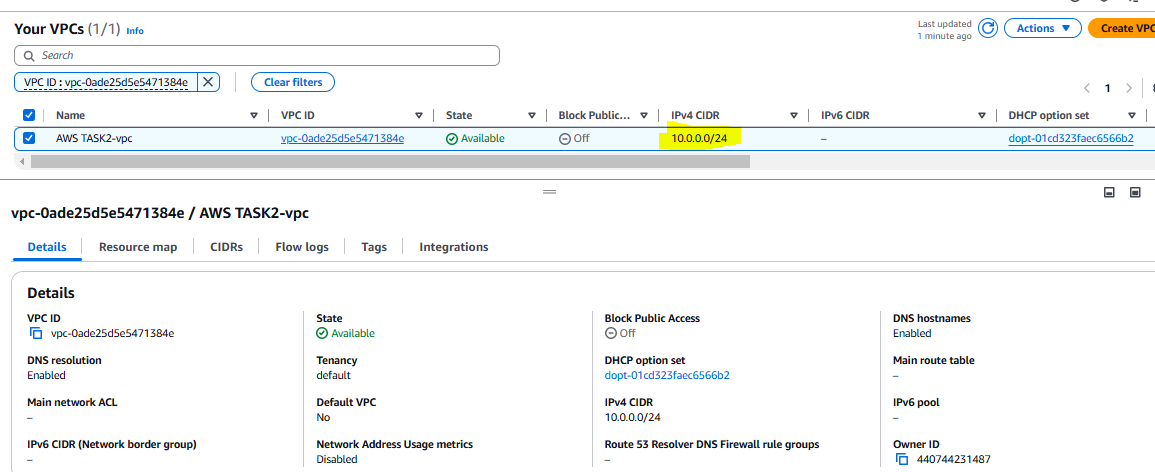 Your VPCs (1/1) Info
Last updated
1 minute ago
Actions
Create VPC
Search
VPC ID : vpc-0ade25d5e5471384e
Clear filters
1
Name VPC ID State Block Public... IPv4 CIDR IPv6 CIDR DHCP option set
AWS TASK2-vpc vpc-0ade25d5e5471384e Available Off 10.0.0.0/24 – dopt-01cd323faec6566b2
vpc-0ade25d5e5471384e / AWS TASK2-vpc
Details Resource map CIDRs Flow logs Tags Integrations
Details
VPC ID State Block Public Access DNS hostnames
vpc-0ade25d5e5471384e Available Off Enabled
DNS resolution Tenancy DHCP option set Main route table
Enabled default dopt-01cd323faec6566b2 –
Main network ACL Default VPC IPv4 CIDR IPv6 pool
– No 10.0.0.0/24 –
IPv6 CIDR (Network border group) Network Address Usage metrics Route 53 Resolver DNS Firewall rule groups Owner ID
– Disabled – 440744231487